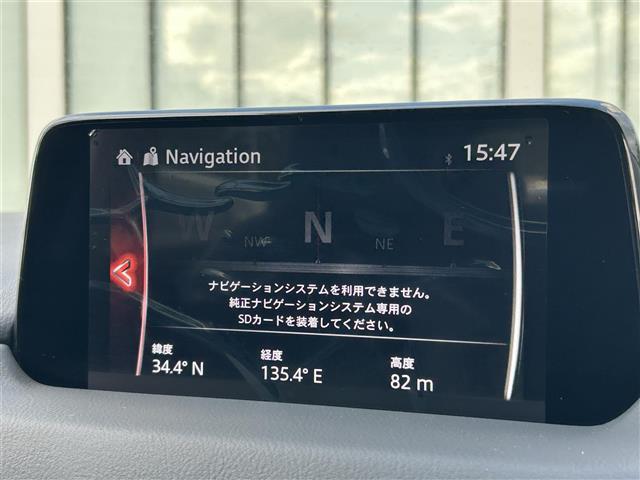 Navigation
15:47
W NW N NE E
ナビゲーションシステムを利用できません。
純正ナビゲーションシステム専用の
SDカードを装着してください。
緯度 経度 高度
34.4° N 135.4° E 82 m